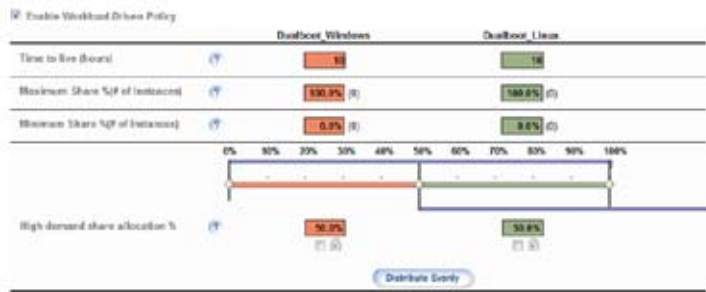 Enable Workload Driven Policy
Dualboot_Windows Dualboot_Linux
Time to live (hours) 10 10
Maximum Share %(# of Instances) 100.0% (0) 100.0% (0)
Minimum Share %(# of Instances) 0.0% (0) 0.0% (0)
0% 10% 20% 30% 40% 50% 60% 70% 80% 90% 100%
High demand share allocation % 50.0% 50.0%
Distribute Evenly